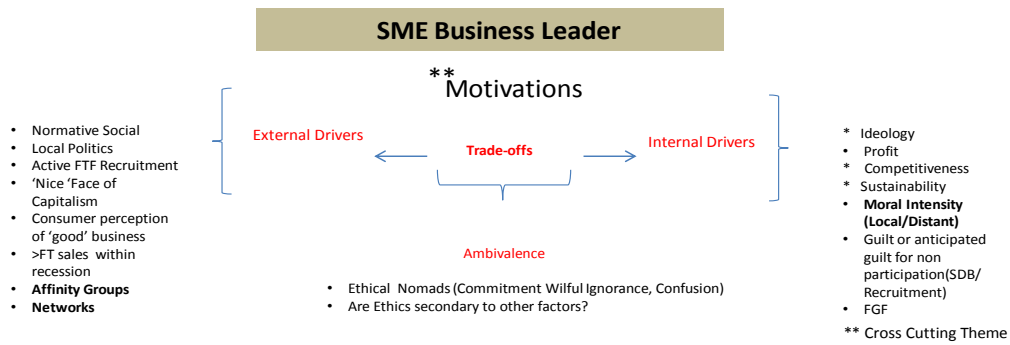 SME Business Leader
** Motivations
External Drivers
Trade-offs
Internal Drivers
• Normative Social
• Local Politics
• Active FTF Recruitment
• ‘Nice ‘Face of
Capitalism
• Consumer perception
of ‘good’ business
• >FT sales within
recession
• Affinity Groups
• Networks
Ambivalence
• Ethical Nomads (Commitment Wilful Ignorance, Confusion)
• Are Ethics secondary to other factors?
* Ideology
• Profit
* Competitiveness
* Sustainability
• Moral Intensity
(Local/Distant)
• Guilt or anticipated
guilt for non
participation(SDB/
Recruitment)
• FGF
** Cross Cutting Theme